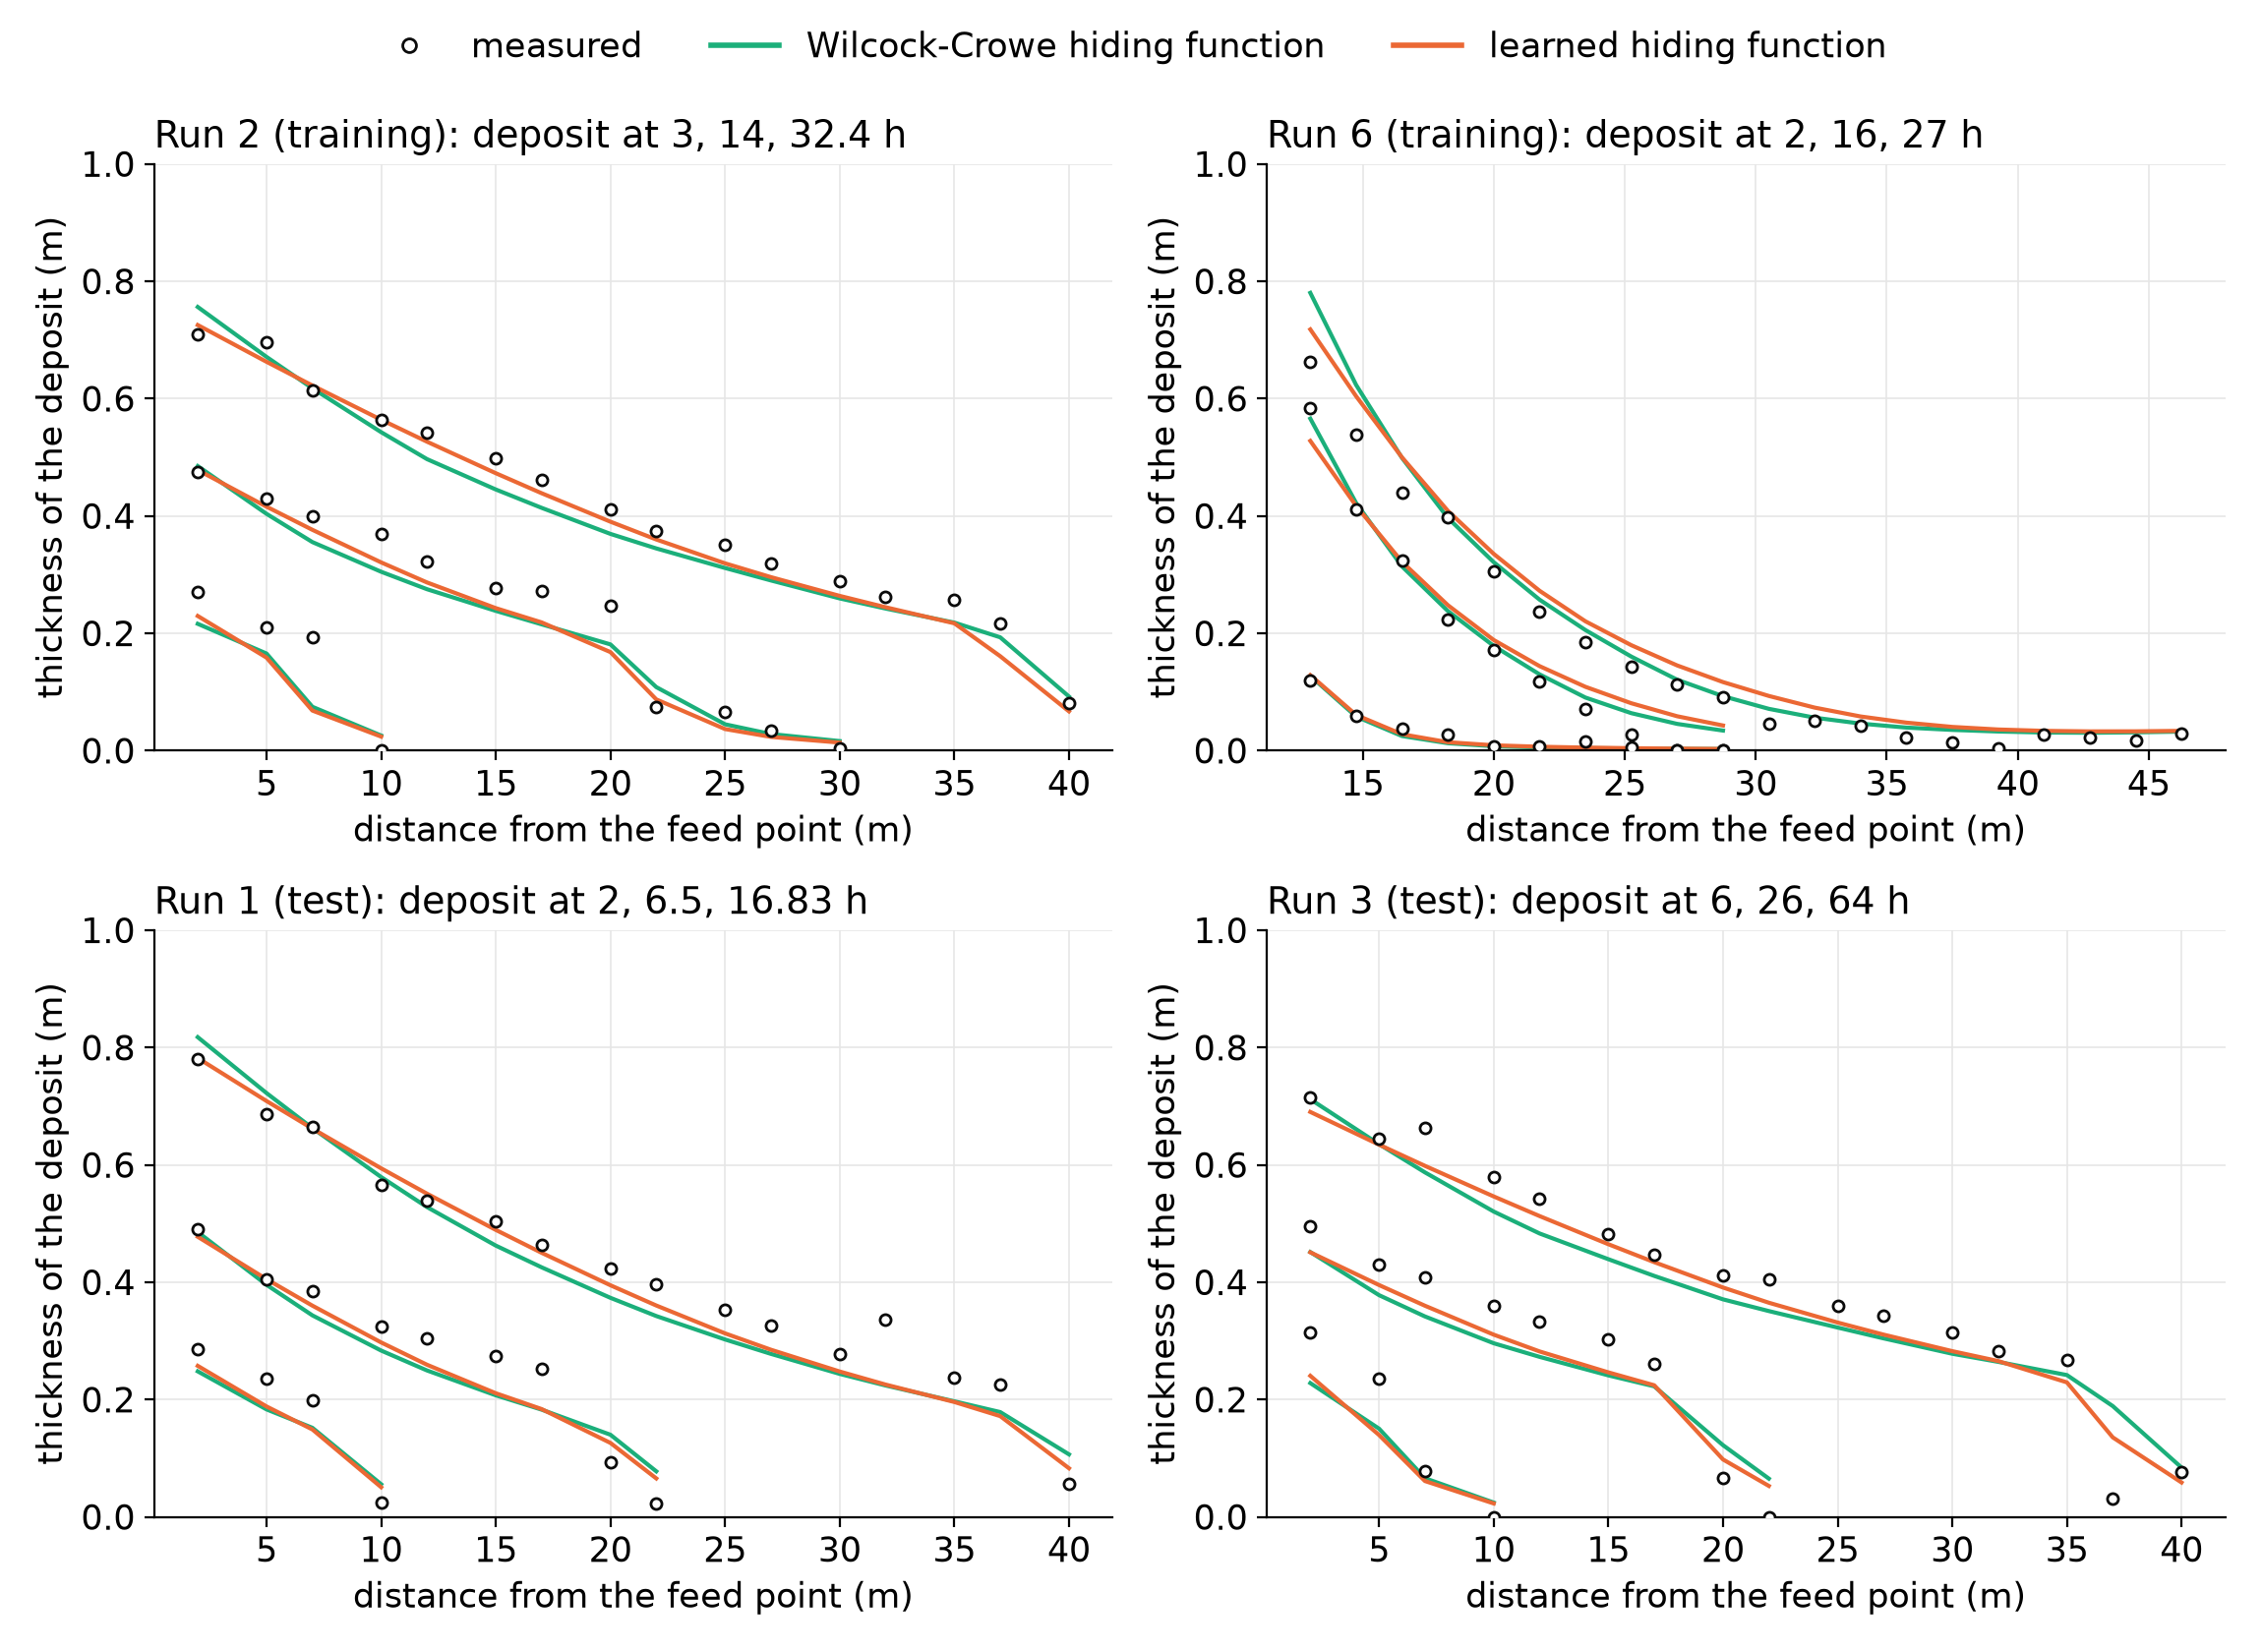 measured Wilcock-Crowe hiding function learned hiding function
Run 2 (training): deposit at 3, 14, 32.4 h
thickness of the deposit (m)
1.0
0.8
0.6
0.4
0.2
0.0
5 10 15 20 25 30 35 40
distance from the feed point (m)
Run 6 (training): deposit at 2, 16, 27 h
thickness of the deposit (m)
1.0
0.8
0.6
0.4
0.2
0.0
15 20 25 30 35 40 45
distance from the feed point (m)
Run 1 (test): deposit at 2, 6.5, 16.83 h
thickness of the deposit (m)
1.0
0.8
0.6
0.4
0.2
0.0
5 10 15 20 25 30 35 40
distance from the feed point (m)
Run 3 (test): deposit at 6, 26, 64 h
thickness of the deposit (m)
1.0
0.8
0.6
0.4
0.2
0.0
5 10 15 20 25 30 35 40
distance from the feed point (m)